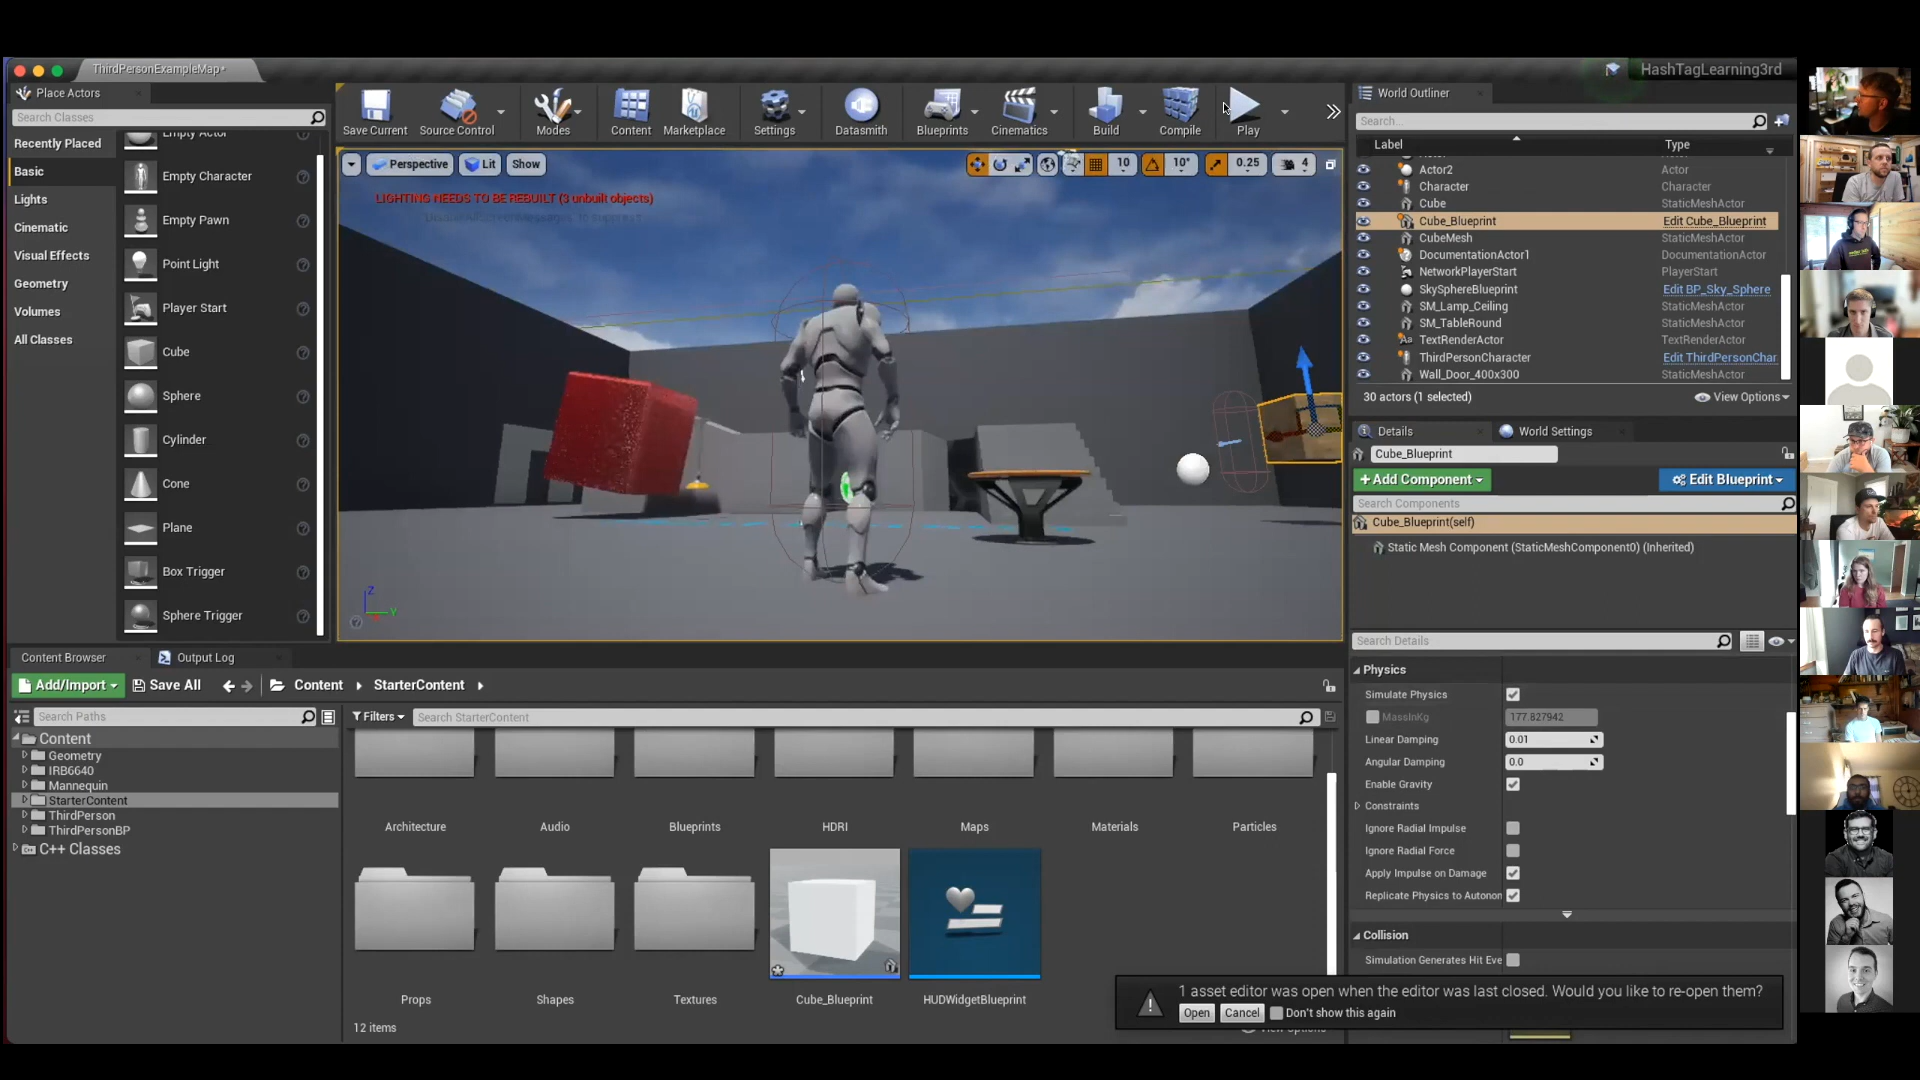 ThirdPersonExampleMap*
HashTagLearning3rd
Place Actors
Search Classes
Recently Placed
Basic
Lights
Cinematic
Visual Effects
Geometry
Volumes
All Classes
Empty Actor
Empty Character
Empty Pawn
Point Light
Player Start
Cube
Sphere
Cylinder
Cone
Plane
Box Trigger
Sphere Trigger
Save Current
Source Control
Modes
Content
Marketplace
Settings
Datasmith
Blueprints
Cinematics
Build
Compile
Play
Perspective
Lit
Show
10
10°
0.25
4
LIGHTING NEEDS TO BE REBUILT (3 unbuilt objects)
Z
Y
World Outliner
Search...
Label Type
Actor2 Actor
Character Character
Cube StaticMeshActor
Cube_Blueprint Edit Cube_Blueprint
CubeMesh StaticMeshActor
DocumentationActor1 DocumentationActor
NetworkPlayerStart PlayerStart
SkySphereBlueprint Edit BP_Sky_Sphere
SM_Lamp_Ceiling StaticMeshActor
SM_TableRound StaticMeshActor
TextRenderActor TextRenderActor
ThirdPersonCharacter Edit ThirdPersonChar
Wall_Door_400x300 StaticMeshActor
30 actors (1 selected) View Options
Details
World Settings
Cube_Blueprint
+Add Component
Edit Blueprint
Search Components
Cube_Blueprint(self)
Static Mesh Component (StaticMeshComponent0) (Inherited)
Search Details
Physics
Simulate Physics
MassInKg 177.827942
Linear Damping 0.01
Angular Damping 0.0
Enable Gravity
Constraints
Ignore Radial Impulse
Ignore Radial Force
Apply Impulse on Damage
Replicate Physics to Autonon
Collision
Simulation Generates Hit Eve
Content Browser
Output Log
Add/Import
Save All
Content
StarterContent
Search Paths
Filters
Search StarterContent
Content
Geometry
IRB6640
Mannequin
StarterContent
ThirdPerson
ThirdPersonBP
C++ Classes
Architecture
Audio
Blueprints
HDRI
Maps
Materials
Particles
Props
Shapes
Textures
Cube_Blueprint
HUDWidgetBlueprint
12 items
View Options
1 asset editor was open when the editor was last closed. Would you like to re-open them?
Open
Cancel
Don't show this again